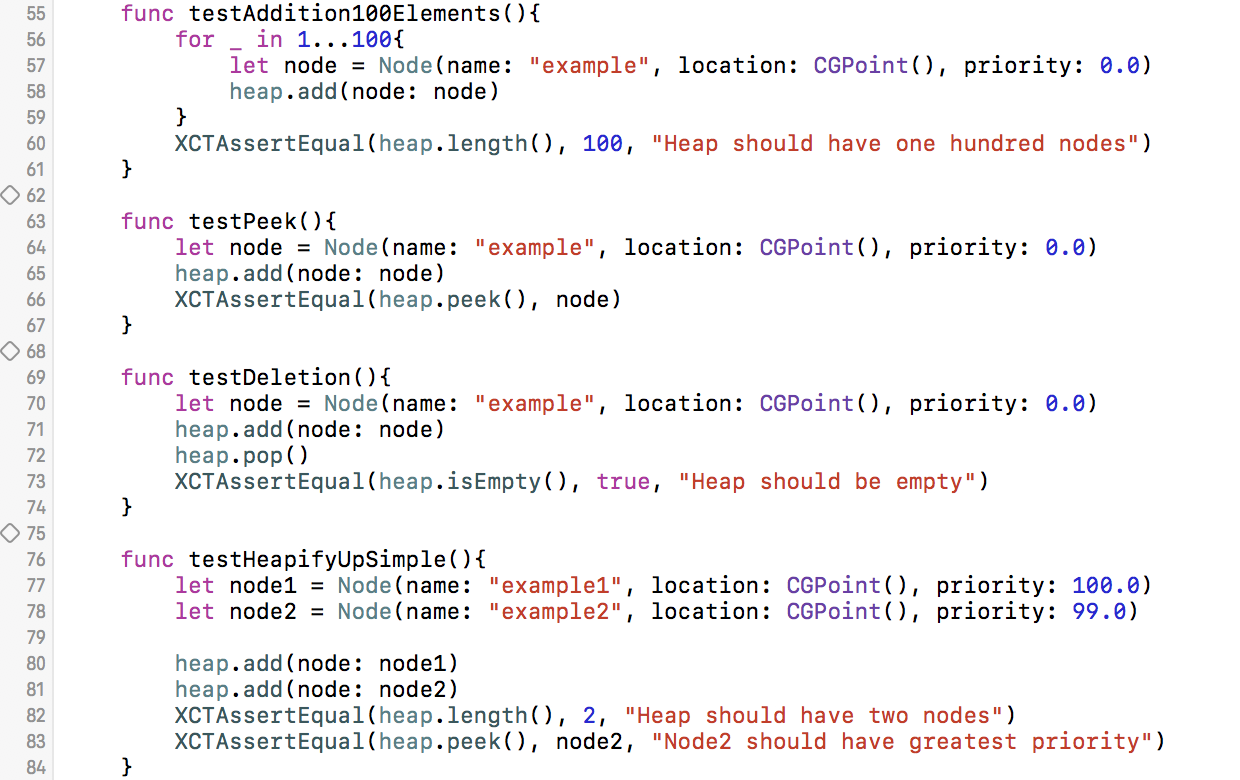 55 func testAddition100Elements(){
56 for _ in 1...100{
57 let node = Node(name: "example", location: CGPoint(), priority: 0.0)
58 heap.add(node: node)
59 }
60 XCTAssertEqual(heap.length(), 100, "Heap should have one hundred nodes")
61 }
62
63 func testPeek(){
64 let node = Node(name: "example", location: CGPoint(), priority: 0.0)
65 heap.add(node: node)
66 XCTAssertEqual(heap.peek(), node)
67 }
68
69 func testDeletion(){
70 let node = Node(name: "example", location: CGPoint(), priority: 0.0)
71 heap.add(node: node)
72 heap.pop()
73 XCTAssertEqual(heap.isEmpty(), true, "Heap should be empty")
74 }
75
76 func testHeapifyUpSimple(){
77 let node1 = Node(name: "example1", location: CGPoint(), priority: 100.0)
78 let node2 = Node(name: "example2", location: CGPoint(), priority: 99.0)
79
80 heap.add(node: node1)
81 heap.add(node: node2)
82 XCTAssertEqual(heap.length(), 2, "Heap should have two nodes")
83 XCTAssertEqual(heap.peek(), node2, "Node2 should have greatest priority")
84 }